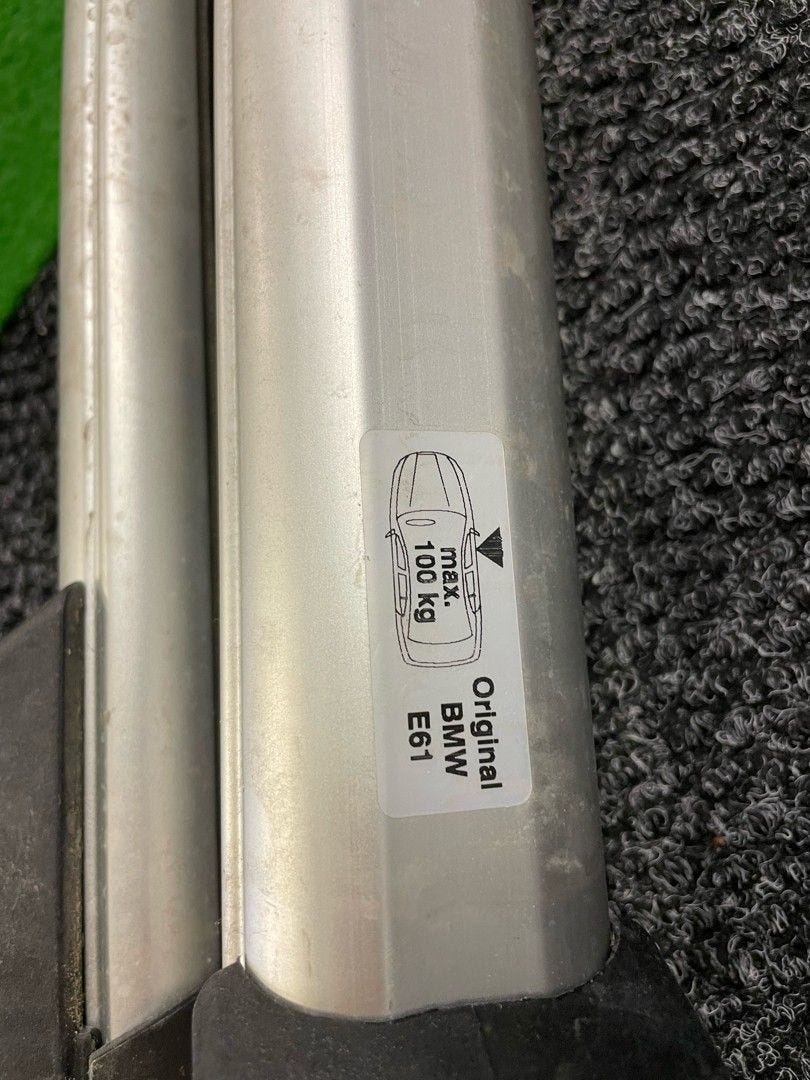 max.
100 kg
Original
BMW
E61